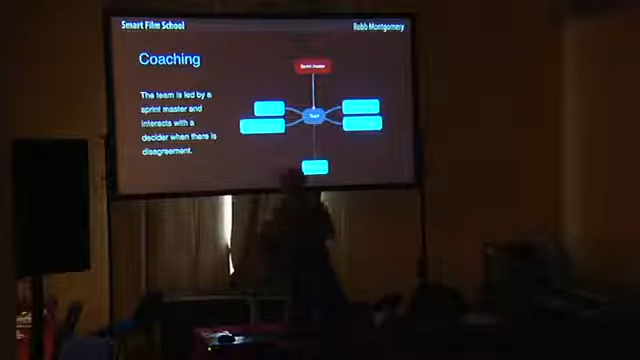 Smart Film School
Robb Montgomery
Coaching
Sprint master
The team is led by a
sprint master and
interacts with a
decider when there is
disagreement.
Team